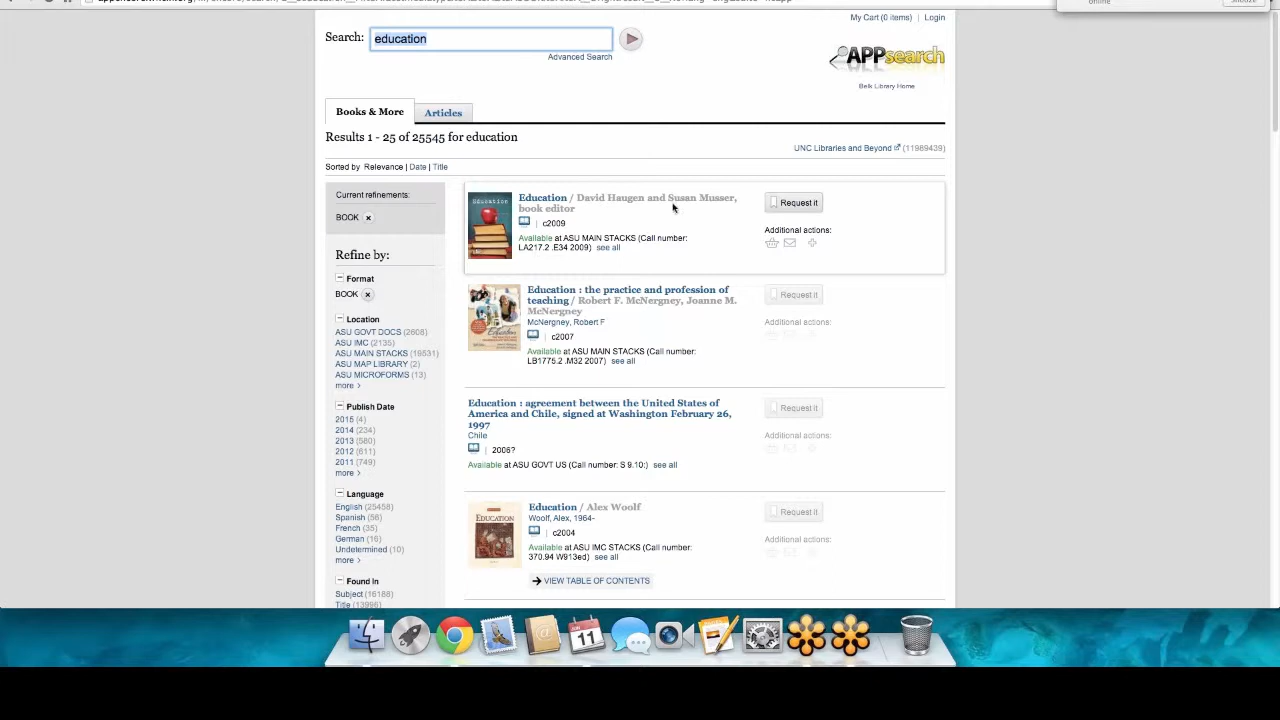 online
My Cart (0 items) | Login
Search: education
Advanced Search
APPsearch
Belk Library Home
Books & More
Articles
Results 1 - 25 of 25545 for education
UNC Libraries and Beyond (11989439)
Sorted by Relevance | Date | Title
Current refinements:
BOOK
Refine by:
Format
BOOK
Location
ASU GOVT DOCS (2608)
ASU IMC (2135)
ASU MAIN STACKS (16531)
ASU MAP LIBRARY (2)
ASU MICROFORMS (13)
more >
Publish Date
2015 (4)
2014 (234)
2013 (580)
2012 (611)
2011 (749)
more >
Language
English (25458)
Spanish (56)
French (35)
German (16)
Undetermined (10)
more >
Found In
Subject (16188)
Title (13996)
Education
Education / David Haugen and Susan Musser,
book editor
| c2009
Available at ASU MAIN STACKS (Call number:
LA217.2 .E34 2009) see all
Request it
Additional actions:
Education : the practice and profession of
teaching / Robert F. McNergney, Joanne M.
McNergney
McNergney, Robert F
| c2007
Available at ASU MAIN STACKS (Call number:
LB1775.2 .M32 2007) see all
Request it
Additional actions:
Education : agreement between the United States of
America and Chile, signed at Washington February 26,
1997
Chile
| 2006?
Available at ASU GOVT US (Call number: S 9.10:) see all
Request it
Additional actions:
EDUCATION
Education / Alex Woolf
Woolf, Alex, 1964-
| c2004
Available at ASU IMC STACKS (Call number:
370.94 W913ed) see all
VIEW TABLE OF CONTENTS
Request it
Additional actions:
11